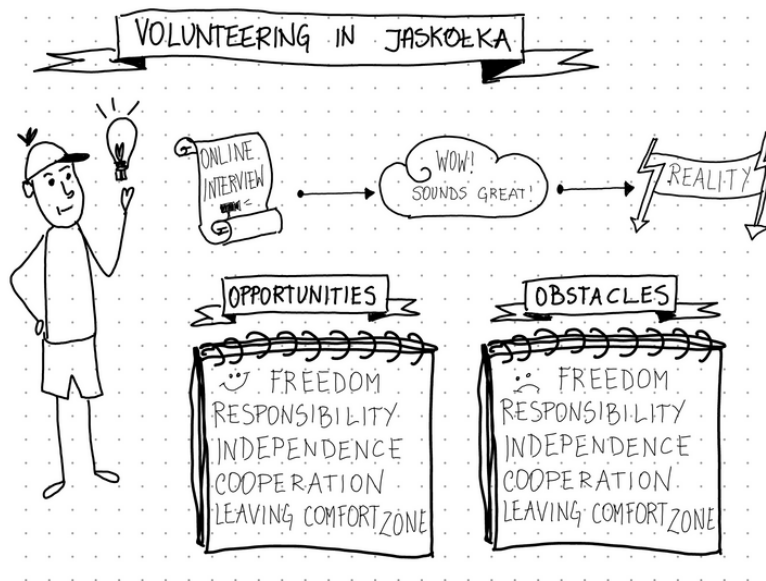 VOLUNTEERING IN JASKÓŁKA
ONLINE
INTERVIEW
WOW!
SOUNDS GREAT!
REALITY
OPPORTUNITIES
FREEDOM
RESPONSIBILITY
INDEPENDENCE
COOPERATION
LEAVING COMFORT ZONE
OBSTACLES
FREEDOM
RESPONSIBILITY
INDEPENDENCE
COOPERATION
LEAVING COMFORT ZONE